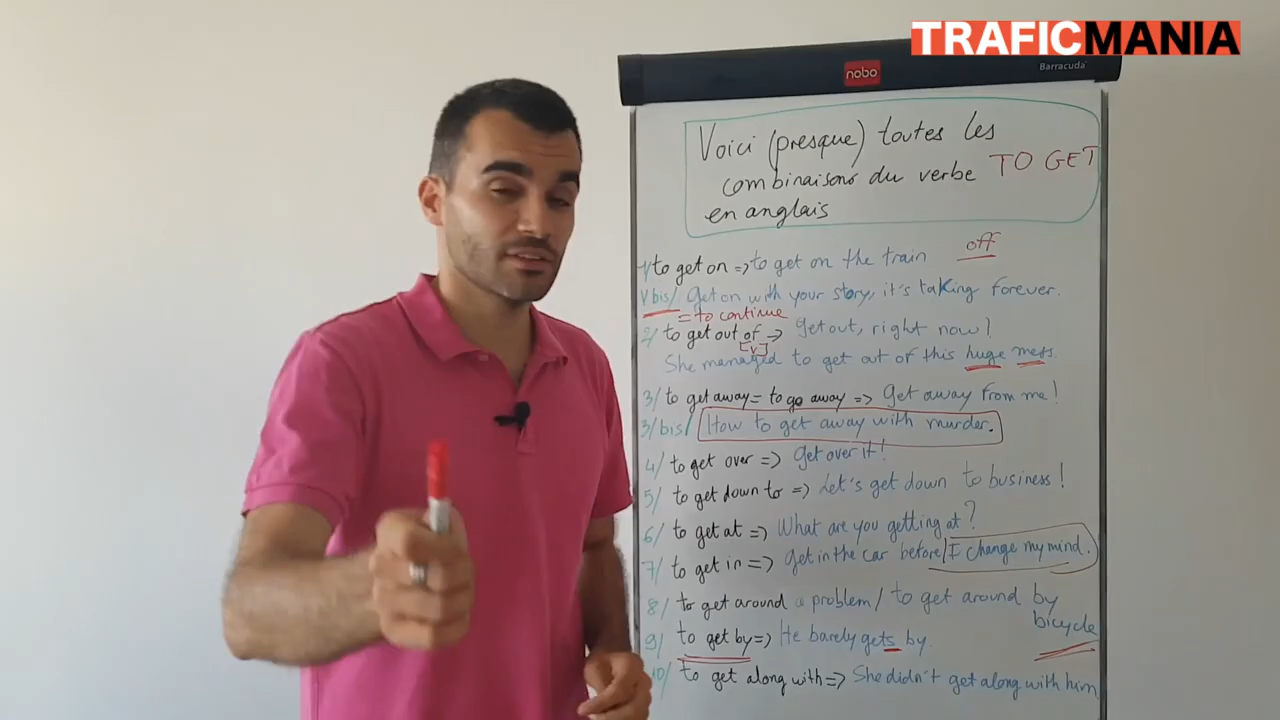 TRAFICMANIA
nobo
Barracuda
Voici (presque) toutes les
combinaisons du verbe TO GET
en anglais
1/ to get on => to get on the train off
1/bis/ Get on with your story, it's taking forever.
= to continue
2/ to get out of => Get out, right now!
[V]
She managed to get out of this huge mess.
3/ to get away = to go away => Get away from me!
3/bis/ How to get away with murder.
4/ to get over => Get over it!
5/ to get down to => Let's get down to business!
6/ to get at => What are you getting at?
7/ to get in => Get in the car before I change my mind.
8/ to get around a problem / to get around by
bicycle
9/ to get by => He barely gets by.
10/ to get along with => She didn't get along with him